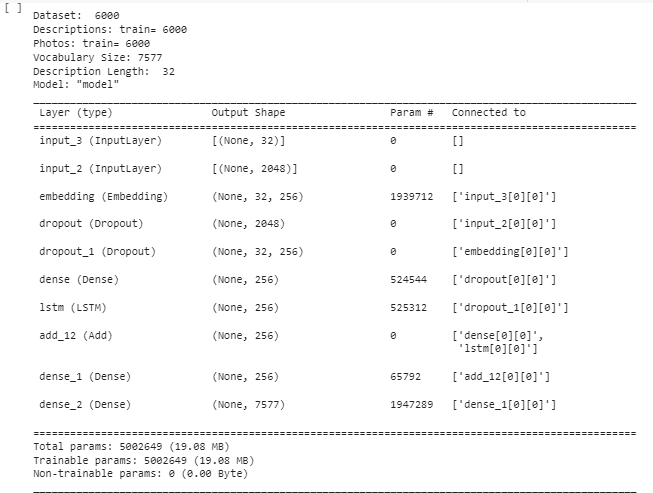 [ ]
Dataset:  6000
Descriptions: train= 6000
Photos: train= 6000
Vocabulary Size: 7577
Description Length:  32
Model: "model"
Layer (type) Output Shape Param # Connected to
input_3 (InputLayer) [(None, 32)] 0 []
input_2 (InputLayer) [(None, 2048)] 0 []
embedding (Embedding) (None, 32, 256) 1939712 ['input_3[0][0]']
dropout (Dropout) (None, 2048) 0 ['input_2[0][0]']
dropout_1 (Dropout) (None, 32, 256) 0 ['embedding[0][0]']
dense (Dense) (None, 256) 524544 ['dropout[0][0]']
lstm (LSTM) (None, 256) 525312 ['dropout_1[0][0]']
add_12 (Add) (None, 256) 0 ['dense[0][0]',
'lstm[0][0]']
dense_1 (Dense) (None, 256) 65792 ['add_12[0][0]']
dense_2 (Dense) (None, 7577) 1947289 ['dense_1[0][0]']
Total params: 5002649 (19.08 MB)
Trainable params: 5002649 (19.08 MB)
Non-trainable params: 0 (0.00 Byte)